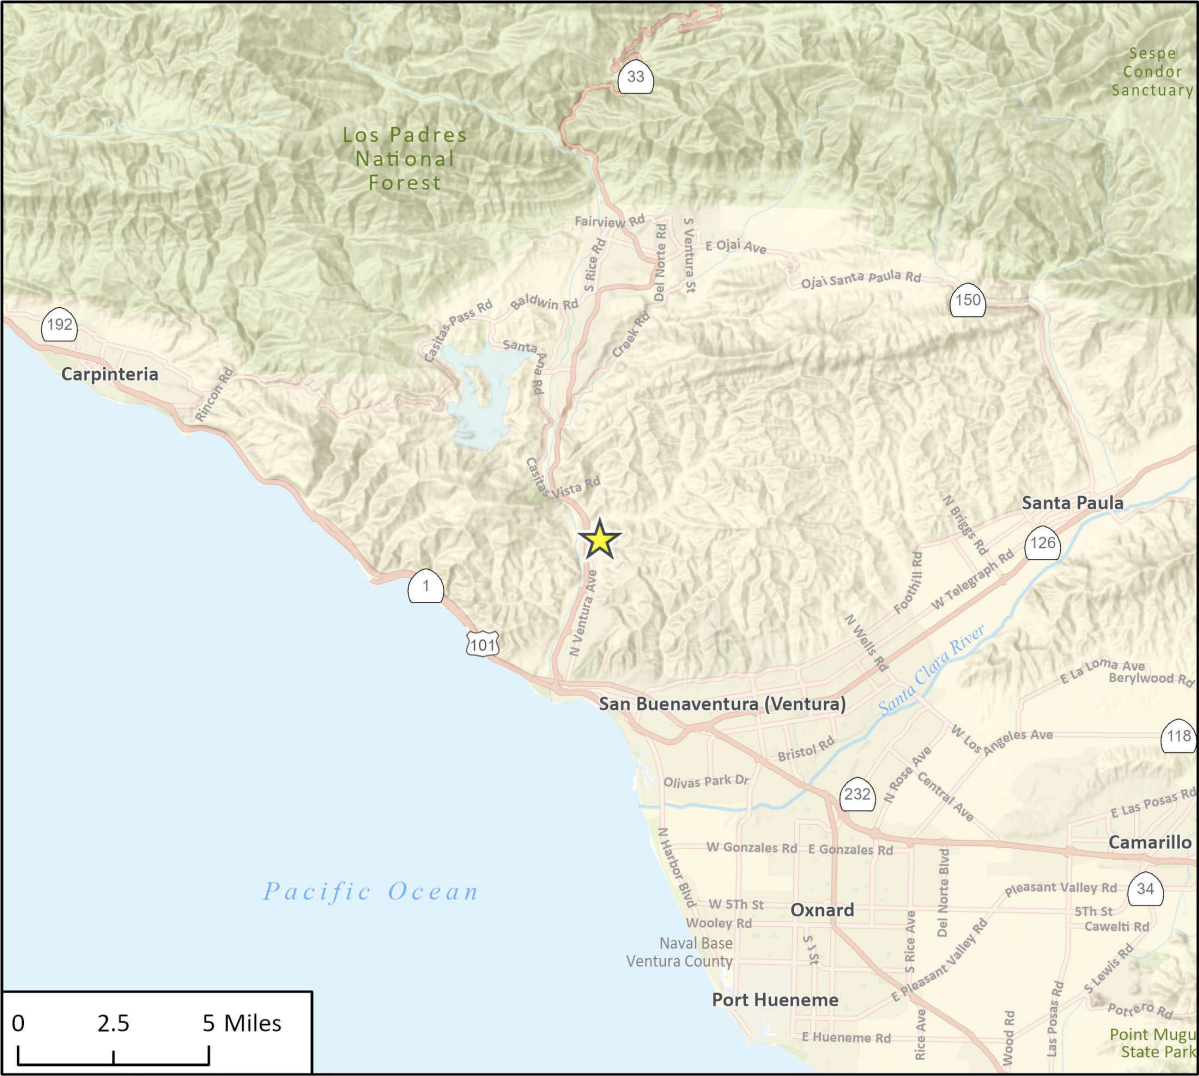 33
Sespe
Condor
Sanctuary
Los Padres
National
Forest
Fairview Rd
S Rice Rd
Del Norte Rd
S Ventura St
E Ojai Ave
Ojai Santa Paula Rd
150
192
Casitas Pass Rd
Baldwin Rd
Santa Ana Rd
Creek Rd
Carpinteria
Rincon Rd
Casitas Vista Rd
Santa Paula
N Briggs Rd
126
W Telegraph Rd
Foothill Rd
1
N Ventura Ave
101
N Wells Rd
Santa Clara River
E La Loma Ave
Berylwood Rd
San Buenaventura (Ventura)
W Los Angeles Ave
118
Bristol Rd
Olivas Park Dr
N Rose Ave
Central Ave
232
E Las Posas Rd
N Harbor Blvd
W Gonzales Rd
E Gonzales Rd
Camarillo
Del Norte Blvd
Pleasant Valley Rd
34
Pacific Ocean
W 5Th St
Oxnard
5Th St
Wooley Rd
Cawelti Rd
Naval Base
Ventura County
S J St
S Rice Ave
E Pleasant Valley Rd
S Lewis Rd
Port Hueneme
Potrero Rd
E Hueneme Rd
Rice Ave
Wood Rd
Las Posas Rd
Point Mugu
State Park
0 2.5 5 Miles